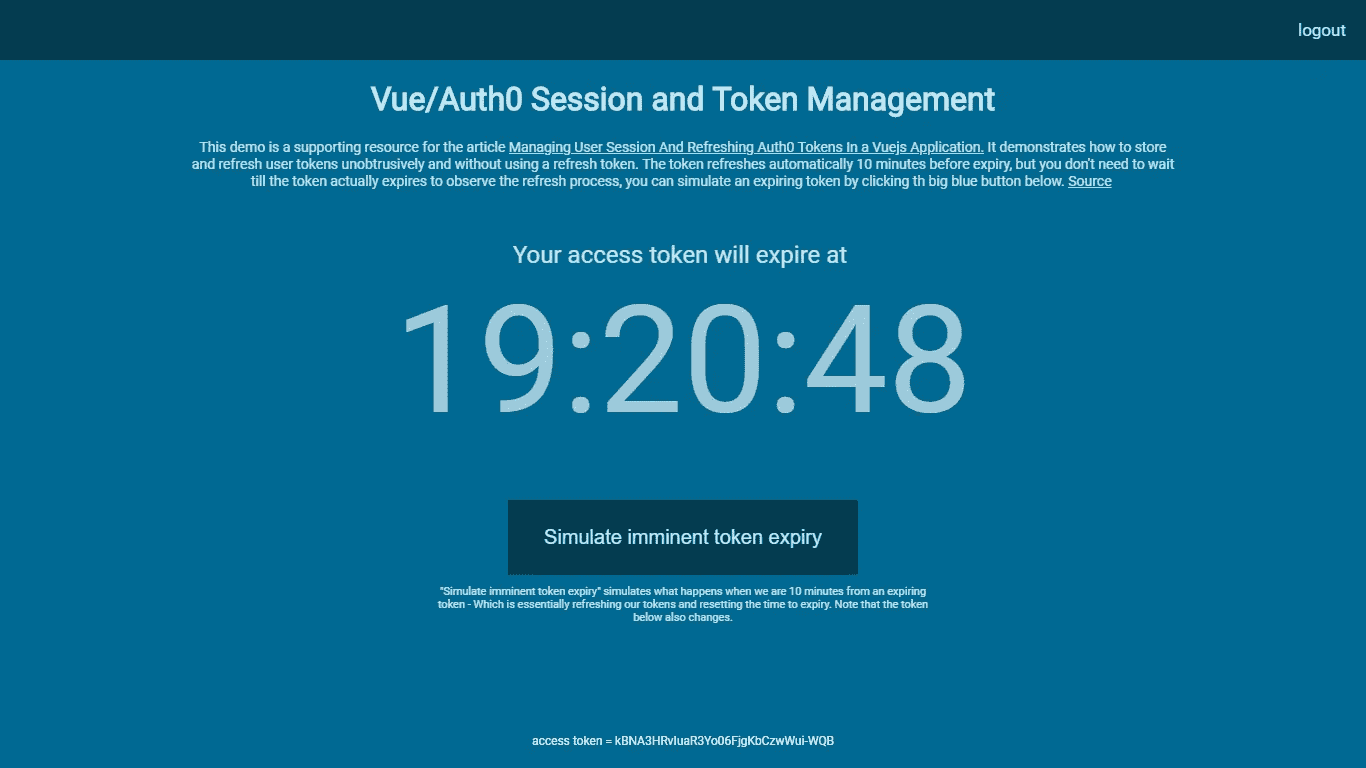 logout
Vue/Auth0 Session and Token Management
This demo is a supporting resource for the article Managing User Session And Refreshing Auth0 Tokens In a Vuejs Application. It demonstrates how to store
and refresh user tokens unobtrusively and without using a refresh token. The token refreshes automatically 10 minutes before expiry, but you don't need to wait
till the token actually expires to observe the refresh process, you can simulate an expiring token by clicking th big blue button below. Source
Your access token will expire at
19:20:48
Simulate imminent token expiry
"Simulate imminent token expiry" simulates what happens when we are 10 minutes from an expiring
token - Which is essentially refreshing our tokens and resetting the time to expiry. Note that the token
below also changes.
access token = kBNA3HRvIuaR3Yo06FjgKbCzwWui-WQB